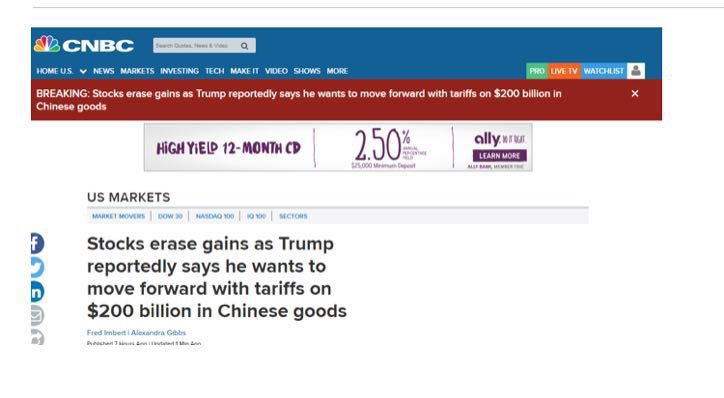 CNBC
Search Quotes, News & Video
HOME U.S. NEWS MARKETS INVESTING TECH MAKE IT VIDEO SHOWS MORE
PRO LIVE TV WATCHLIST
BREAKING: Stocks erase gains as Trump reportedly says he wants to move forward with tariffs on $200 billion in
Chinese goods
HIGH YIELD 12-MONTH CD
2.50%
ANNUAL
PERCENTAGE
YIELD
$25,000 Minimum Deposit
ally DO IT RIGHT
LEARN MORE
ALLY BANK, MEMBER FDIC
US MARKETS
MARKET MOVERS | DOW 30 | NASDAQ 100 | IQ 100 | SECTORS
Stocks erase gains as Trump
reportedly says he wants to
move forward with tariffs on
$200 billion in Chinese goods
Fred Imbert | Alexandra Gibbs
Published 7 Hours Ago | Updated 1 Min Ago